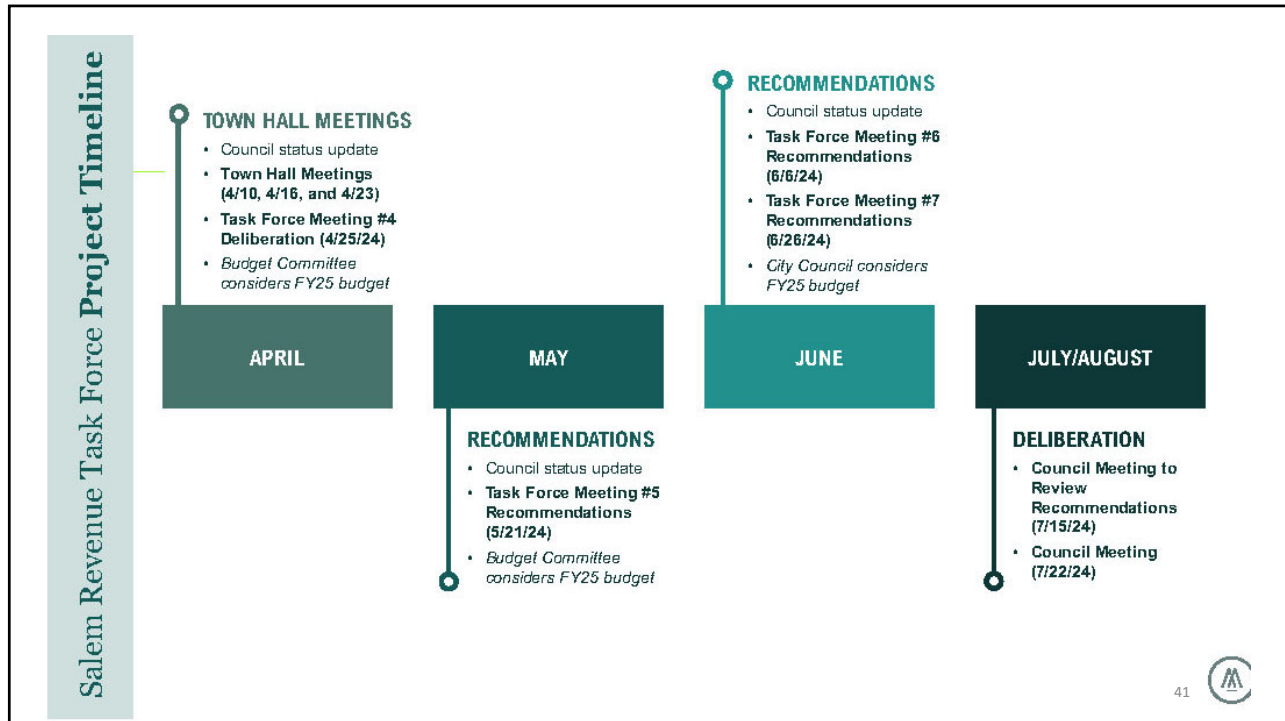 Salem Revenue Task Force Project Timeline
TOWN HALL MEETINGS
• Council status update
• Town Hall Meetings
(4/10, 4/16, and 4/23)
• Task Force Meeting #4
Deliberation (4/25/24)
• Budget Committee
considers FY25 budget
APRIL
MAY
RECOMMENDATIONS
• Council status update
• Task Force Meeting #5
Recommendations
(5/21/24)
• Budget Committee
considers FY25 budget
RECOMMENDATIONS
• Council status update
• Task Force Meeting #6
Recommendations
(6/6/24)
• Task Force Meeting #7
Recommendations
(6/26/24)
• City Council considers
FY25 budget
JUNE
JULY/AUGUST
DELIBERATION
• Council Meeting to
Review
Recommendations
(7/15/24)
• Council Meeting
(7/22/24)
41